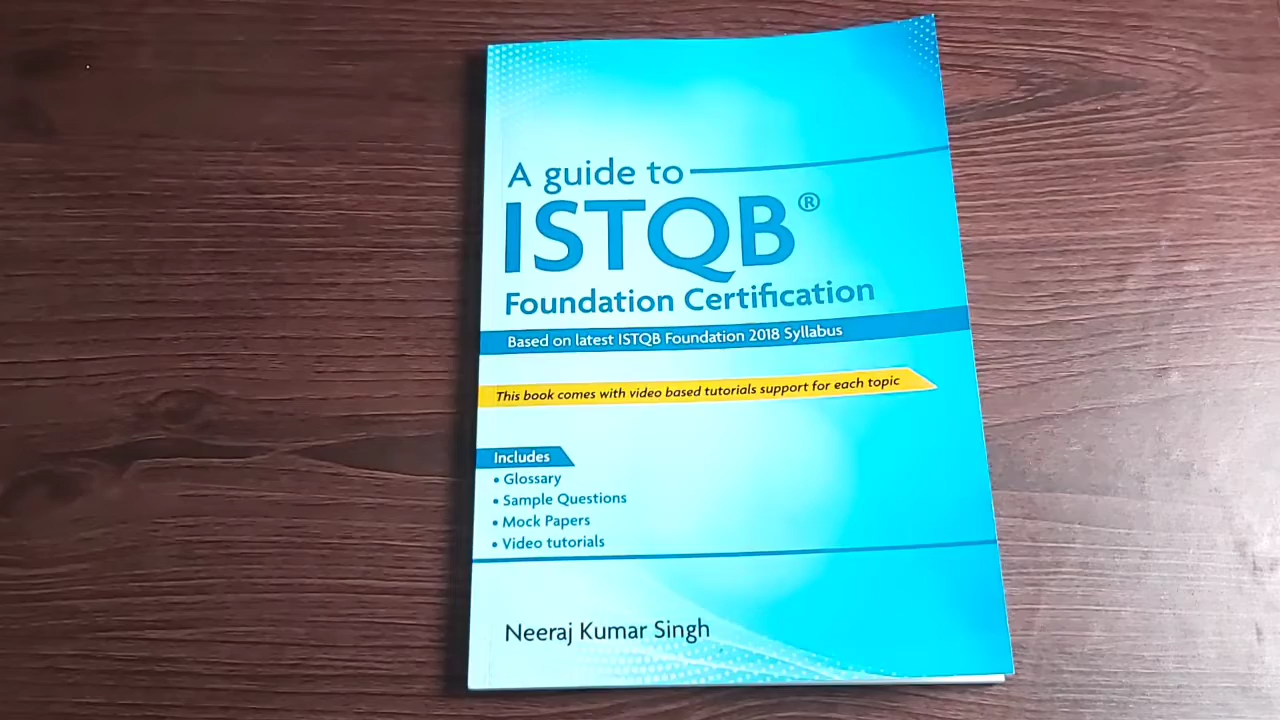 A guide to
ISTQB®
Foundation Certification
Based on latest ISTQB Foundation 2018 Syllabus
This book comes with video based tutorials support for each topic
Includes
• Glossary
• Sample Questions
• Mock Papers
• Video tutorials
Neeraj Kumar Singh